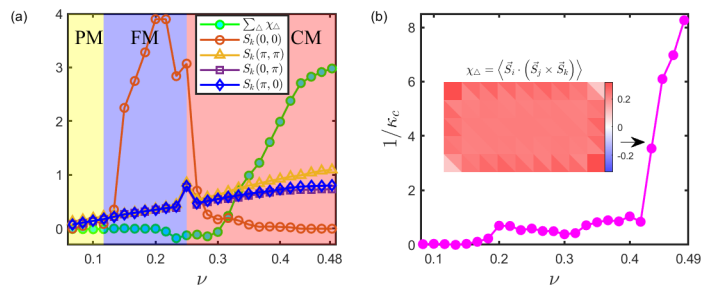 (a)
PM FM CM
∑△ χ△
Sk(0, 0)
Sk(π, π)
Sk(0, π)
Sk(π, 0)
4
3
2
1
0
0.1 0.2 0.3 0.4 0.48
ν
(b)
χ△ = ⟨S⃗i · (S⃗j × S⃗k)⟩
0.2
0
-0.2
1/κc
8
6
4
2
0
0.1 0.2 0.3 0.4 0.49
ν